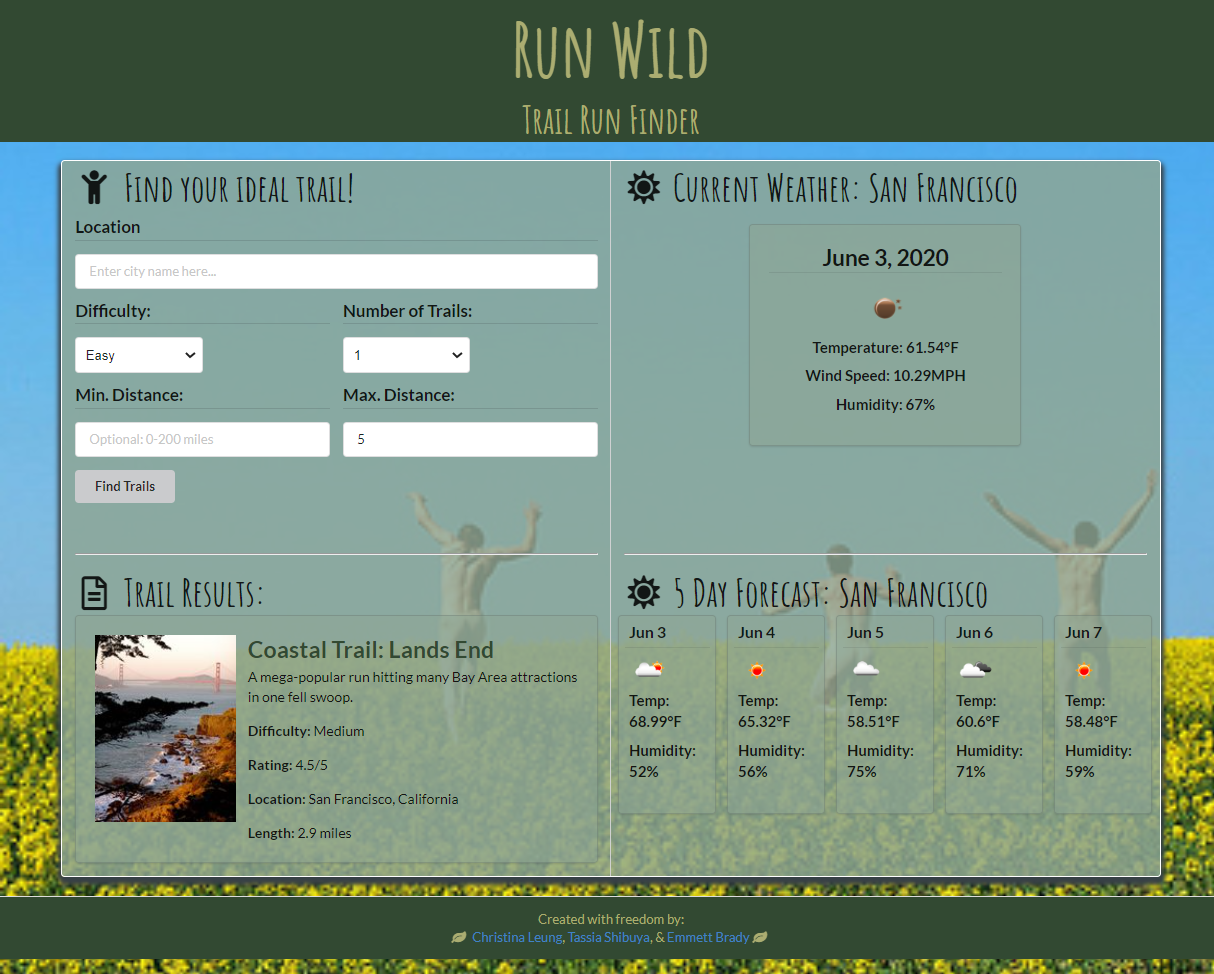 Run Wild
Trail Run Finder
Find your ideal trail!
Location
Enter city name here...
Difficulty:
Number of Trails:
Easy
1
Min. Distance:
Max. Distance:
Optional: 0-200 miles
5
Find Trails
Current Weather: San Francisco
June 3, 2020
Temperature: 61.54°F
Wind Speed: 10.29MPH
Humidity: 67%
Trail Results:
Coastal Trail: Lands End
A mega-popular run hitting many Bay Area attractions
in one fell swoop.
Difficulty: Medium
Rating: 4.5/5
Location: San Francisco, California
Length: 2.9 miles
5 Day Forecast: San Francisco
Jun 3
Temp:
68.99°F
Humidity:
52%
Jun 4
Temp:
65.32°F
Humidity:
56%
Jun 5
Temp:
58.51°F
Humidity:
75%
Jun 6
Temp:
60.6°F
Humidity:
71%
Jun 7
Temp:
58.48°F
Humidity:
59%
Created with freedom by:
Christina Leung, Tassia Shibuya, & Emmett Brady